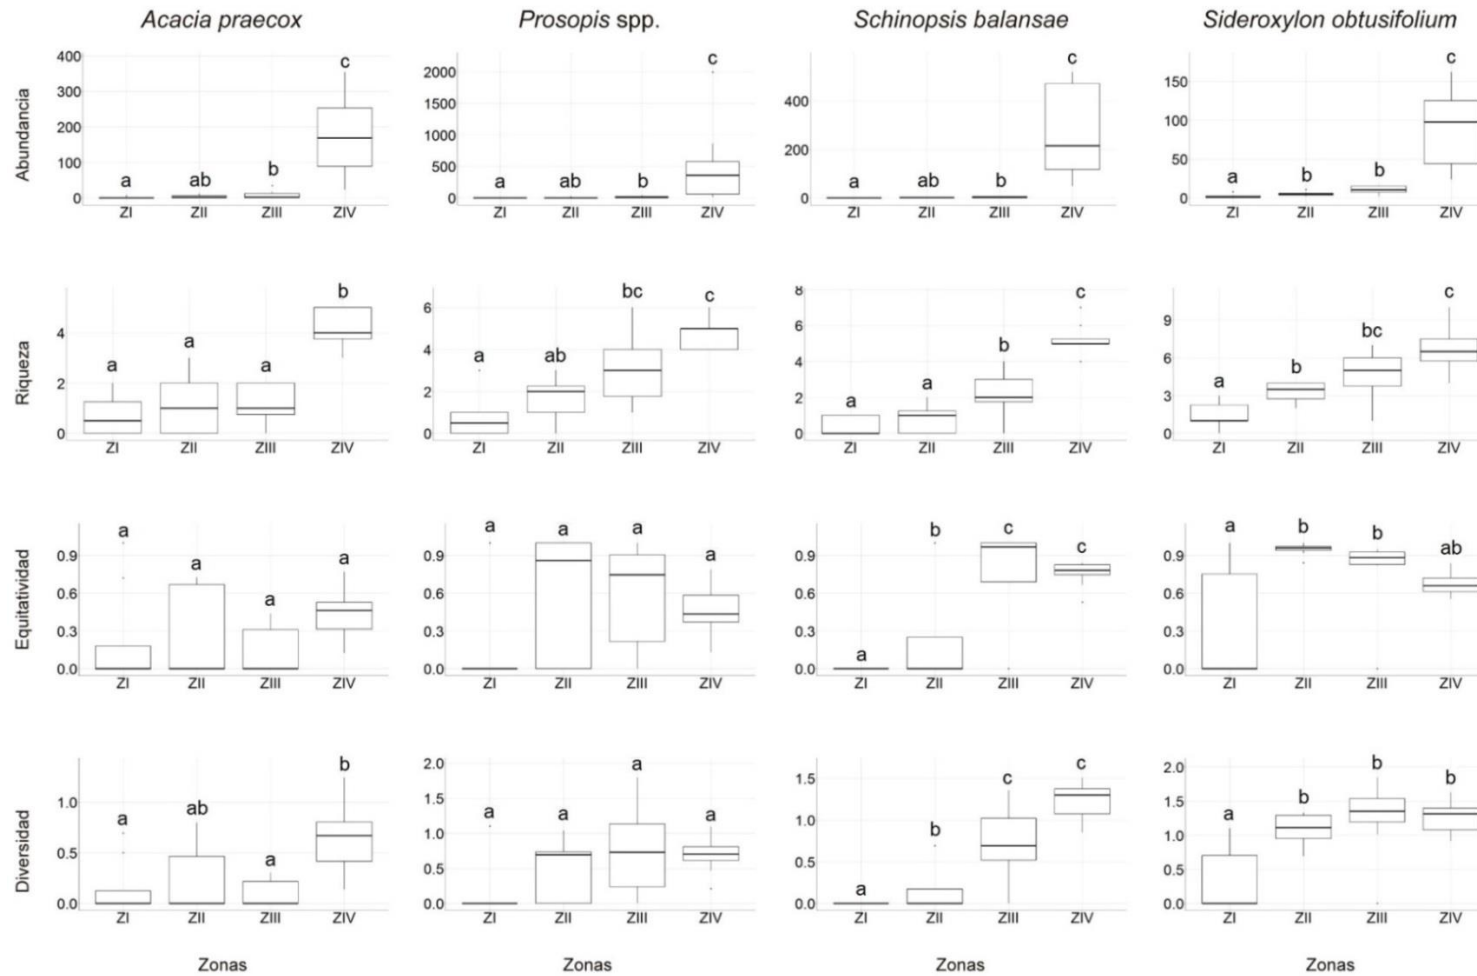 Acacia praecox
Prosopis spp.
Schinopsis balansae
Sideroxylon obtusifolium
Abundancia
400
300
200
100
0
a
ab
b
c
ZI
ZII
ZIII
ZIV
2000
1500
1000
500
0
a
ab
b
c
ZI
ZII
ZIII
ZIV
400
200
0
a
ab
b
c
ZI
ZII
ZIII
ZIV
150
100
50
0
a
b
b
c
ZI
ZII
ZIII
ZIV
Riqueza
4
2
0
a
a
a
b
ZI
ZII
ZIII
ZIV
6
4
2
0
a
ab
bc
c
ZI
ZII
ZIII
ZIV
8
6
4
2
0
a
a
b
c
ZI
ZII
ZIII
ZIV
9
6
3
0
a
b
bc
c
ZI
ZII
ZIII
ZIV
Equitatividad
0.9
0.6
0.3
0.0
a
a
a
a
ZI
ZII
ZIII
ZIV
0.9
0.6
0.3
0.0
a
a
a
a
ZI
ZII
ZIII
ZIV
0.9
0.6
0.3
0.0
a
b
c
c
ZI
ZII
ZIII
ZIV
0.9
0.6
0.3
0.0
a
b
b
ab
ZI
ZII
ZIII
ZIV
Diversidad
1.0
0.5
0.0
a
ab
a
b
ZI
ZII
ZIII
ZIV
2.0
1.5
1.0
0.5
0.0
a
a
a
a
ZI
ZII
ZIII
ZIV
1.5
1.0
0.5
0.0
a
b
c
c
ZI
ZII
ZIII
ZIV
2.0
1.5
1.0
0.5
0.0
a
b
b
b
ZI
ZII
ZIII
ZIV
Zonas
Zonas
Zonas
Zonas